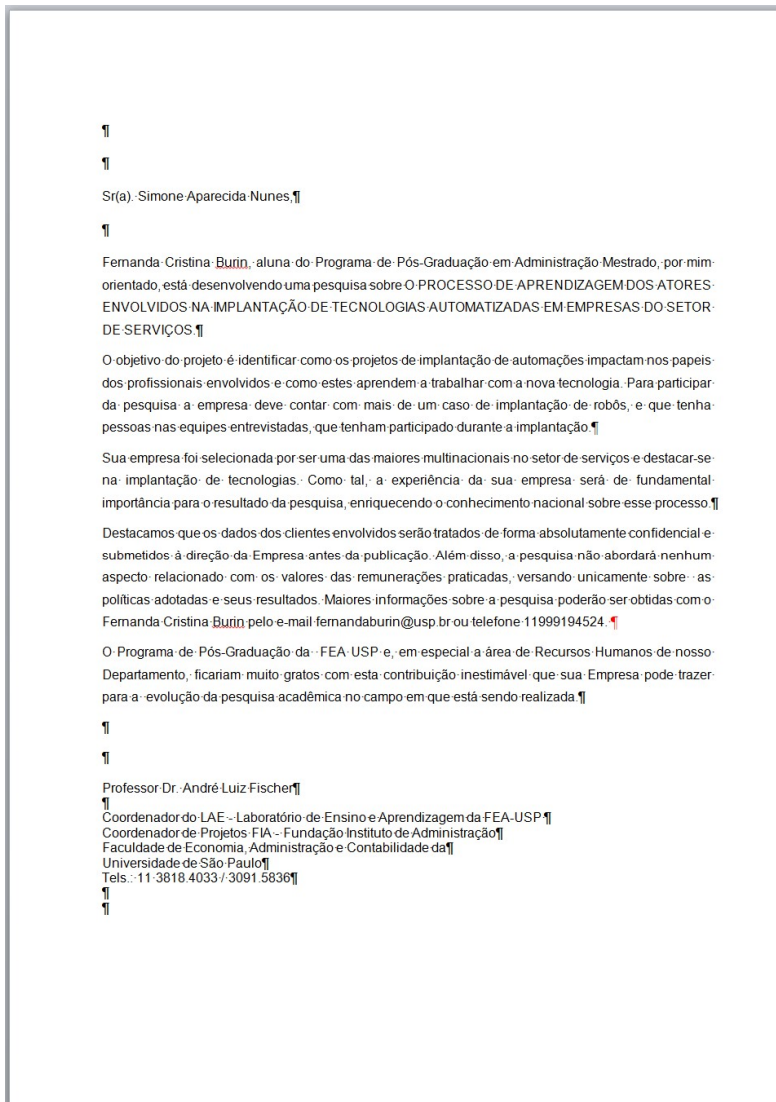 ¶
¶
Sr(a). Simone Aparecida Nunes,¶
¶
Fernanda Cristina Burin, aluna do Programa de Pós-Graduação em Administração Mestrado, por mim
orientado, está desenvolvendo uma pesquisa sobre O PROCESSO DE APRENDIZAGEM DOS ATORES
ENVOLVIDOS NA IMPLANTAÇÃO DE TECNOLOGIAS AUTOMATIZADAS EM EMPRESAS DO SETOR
DE SERVIÇOS.¶
O objetivo do projeto é identificar como os projetos de implantação de automações impactam nos papeis
dos profissionais envolvidos e como estes aprendem a trabalhar com a nova tecnologia. Para participar
da pesquisa a empresa deve contar com mais de um caso de implantação de robôs, e que tenha
pessoas nas equipes entrevistadas, que tenham participado durante a implantação.¶
Sua empresa foi selecionada por ser uma das maiores multinacionais no setor de serviços e destacar-se
na implantação de tecnologias. Como tal, a experiência da sua empresa será de fundamental
importância para o resultado da pesquisa, enriquecendo o conhecimento nacional sobre esse processo.¶
Destacamos que os dados dos clientes envolvidos serão tratados de forma absolutamente confidencial e
submetidos à direção da Empresa antes da publicação. Além disso, a pesquisa não abordará nenhum
aspecto relacionado com os valores das remunerações praticadas, versando unicamente sobre as
políticas adotadas e seus resultados. Maiores informações sobre a pesquisa poderão ser obtidas com o
Fernanda Cristina Burin pelo e-mail fernandaburin@usp.br ou telefone 11999194524. ¶
O Programa de Pós-Graduação da FEA USP e, em especial a área de Recursos Humanos de nosso
Departamento, ficariam muito gratos com esta contribuição inestimável que sua Empresa pode trazer
para a evolução da pesquisa acadêmica no campo em que está sendo realizada.¶
¶
¶
Professor Dr. André Luiz Fischer¶
¶
Coordenador do LAE - Laboratório de Ensino e Aprendizagem da FEA-USP¶
Coordenador de Projetos FIA - Fundação Instituto de Administração¶
Faculdade de Economia, Administração e Contabilidade da¶
Universidade de São Paulo¶
Tels.: 11 3818.4033 / 3091.5836¶
¶
¶